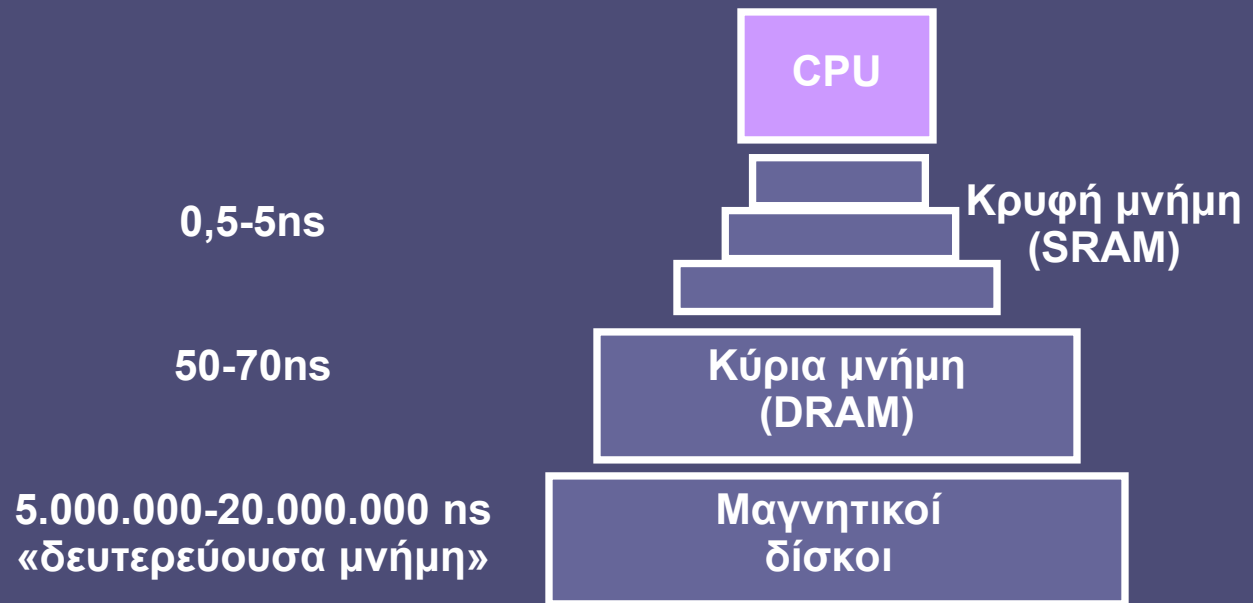 CPU
0,5-5ns
Κρυφή μνήμη
(SRAM)
50-70ns
Κύρια μνήμη
(DRAM)
5.000.000-20.000.000 ns
«δευτερεύουσα μνήμη»
Μαγνητικοί
δίσκοι